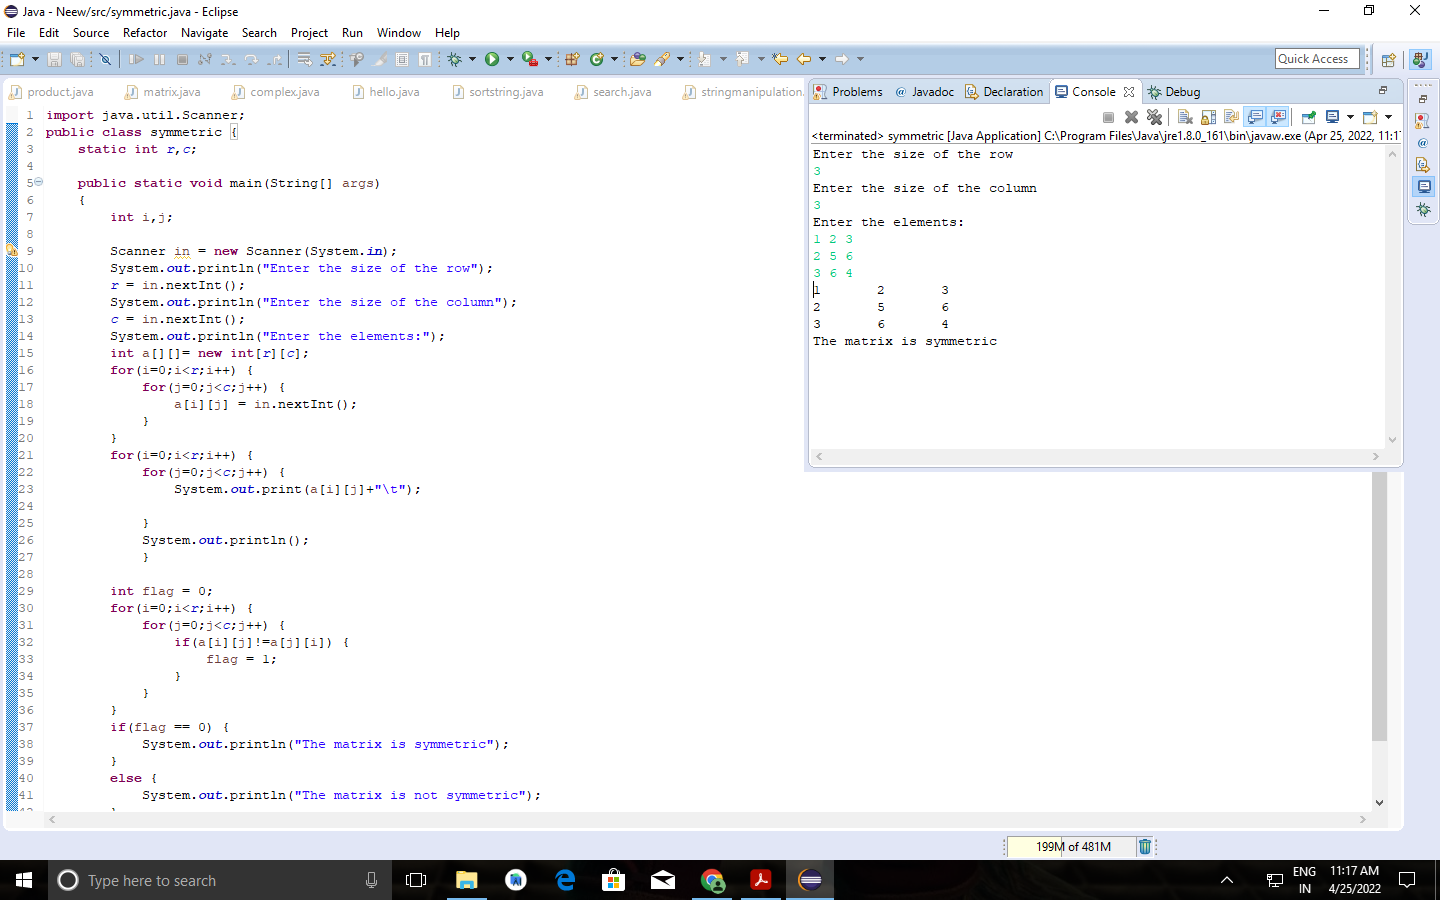 Java - Neew/src/symmetric.java - Eclipse
File Edit Source Refactor Navigate Search Project Run Window Help
Quick Access
product.java matrix.java complex.java hello.java sortstring.java search.java stringmanipulation.
1 import java.util.Scanner;
2 public class symmetric {
3 static int r,c;
4
5 public static void main(String[] args)
6 {
7 int i,j;
8
9 Scanner in = new Scanner(System.in);
10 System.out.println("Enter the size of the row");
11 r = in.nextInt();
12 System.out.println("Enter the size of the column");
13 c = in.nextInt();
14 System.out.println("Enter the elements:");
15 int a[][]= new int[r][c];
16 for(i=0;i<r;i++) {
17 for(j=0;j<c;j++) {
18 a[i][j] = in.nextInt();
19 }
20 }
21 for(i=0;i<r;i++) {
22 for(j=0;j<c;j++) {
23 System.out.print(a[i][j]+"\t");
24
25 }
26 System.out.println();
27 }
28
29 int flag = 0;
30 for(i=0;i<r;i++) {
31 for(j=0;j<c;j++) {
32 if(a[i][j]!=a[j][i]) {
33 flag = 1;
34 }
35 }
36 }
37 if(flag == 0) {
38 System.out.println("The matrix is symmetric");
39 }
40 else {
41 System.out.println("The matrix is not symmetric");
Problems @ Javadoc Declaration Console Debug
<terminated> symmetric [Java Application] C:\Program Files\Java\jre1.8.0_161\bin\javaw.exe (Apr 25, 2022, 11:1
Enter the size of the row
3
Enter the size of the column
3
Enter the elements:
1 2 3
2 5 6
3 6 4
1 2 3
2 5 6
3 6 4
The matrix is symmetric
199M of 481M
Type here to search
ENG
IN
11:17 AM
4/25/2022